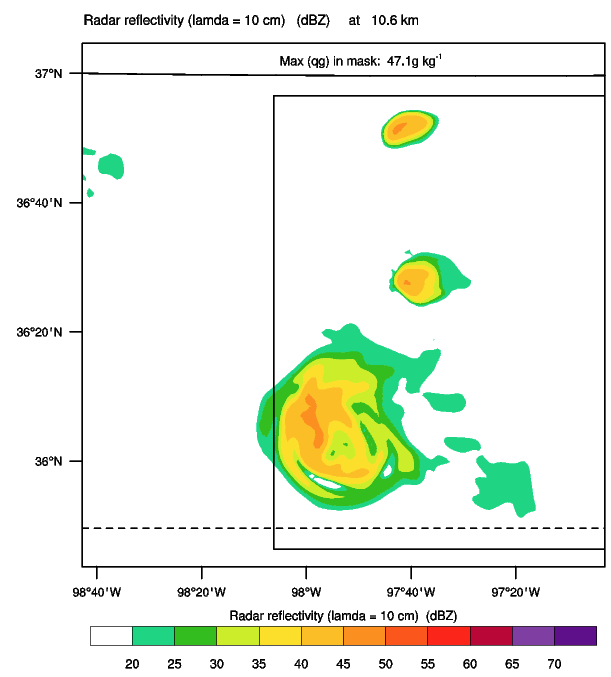 Radar reflectivity (lamda = 10 cm) (dBZ) at 10.6 km
Max (qg) in mask: 47.1g kg⁻¹
37°N
36°40'N
36°20'N
36°N
98°40'W 98°20'W 98°W 97°40'W 97°20'W
Radar reflectivity (lamda = 10 cm) (dBZ)
20 25 30 35 40 45 50 55 60 65 70